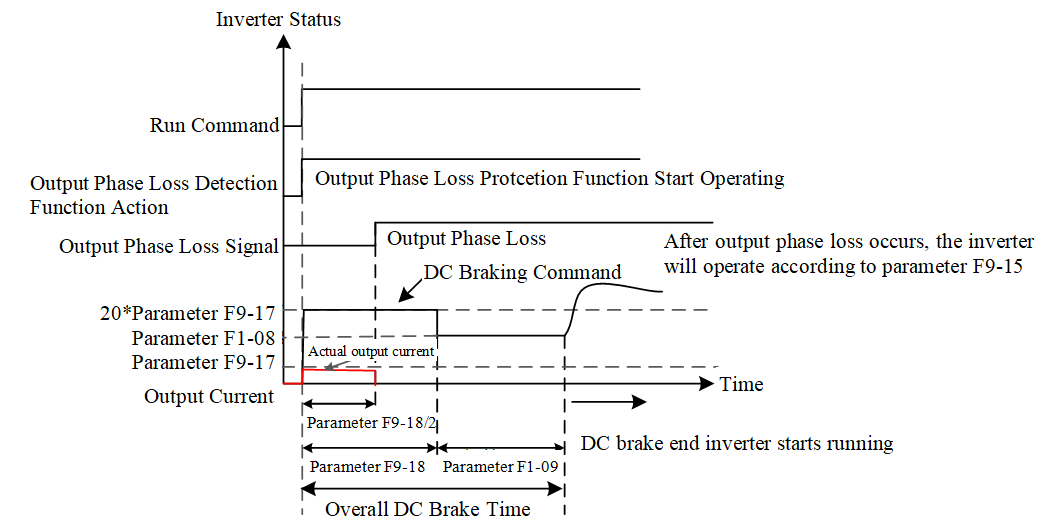 Inverter Status
Run Command
Output Phase Loss Detection
Function Action
Output Phase Loss Protcetion Function Start Operating
Output Phase Loss Signal
Output Phase Loss
After output phase loss occurs, the inverter
will operate according to parameter F9-15
DC Braking Command
20*Parameter F9-17
Parameter F1-08
Actual output current
Parameter F9-17
Output Current
Time
Parameter F9-18/2
DC brake end inverter starts running
Parameter F9-18
Parameter F1-09
Overall DC Brake Time